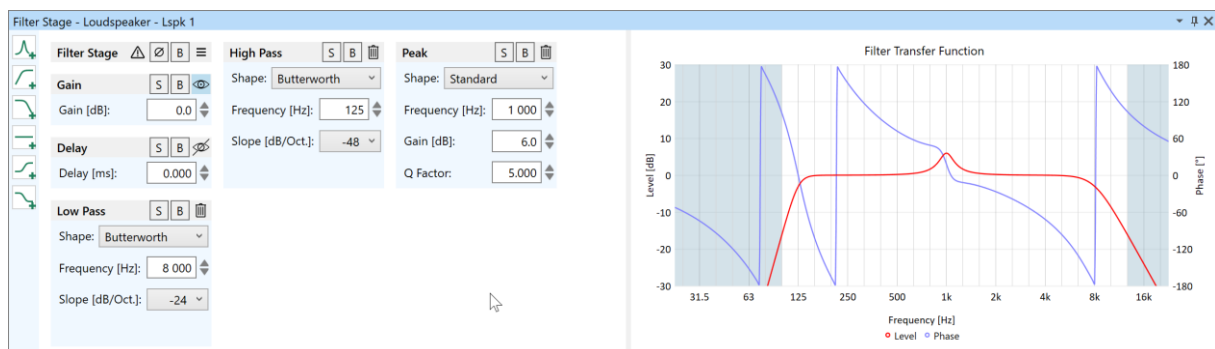 Filter Stage - Loudspeaker - Lspk 1
Filter Stage Ø B
Gain S B
Gain [dB]: 0.0
Delay S B
Delay [ms]: 0.000
Low Pass S B
Shape: Butterworth
Frequency [Hz]: 8 000
Slope [dB/Oct.]: -24
High Pass S B
Shape: Butterworth
Frequency [Hz]: 125
Slope [dB/Oct.]: -48
Peak S B
Shape: Standard
Frequency [Hz]: 1 000
Gain [dB]: 6.0
Q Factor: 5.000
Filter Transfer Function
Level [dB]
30
20
10
0
-10
-20
-30
180
120
60
0
-60
-120
-180
Phase [°]
31.5 63 125 250 500 1k 2k 4k 8k 16k
Frequency [Hz]
Level Phase